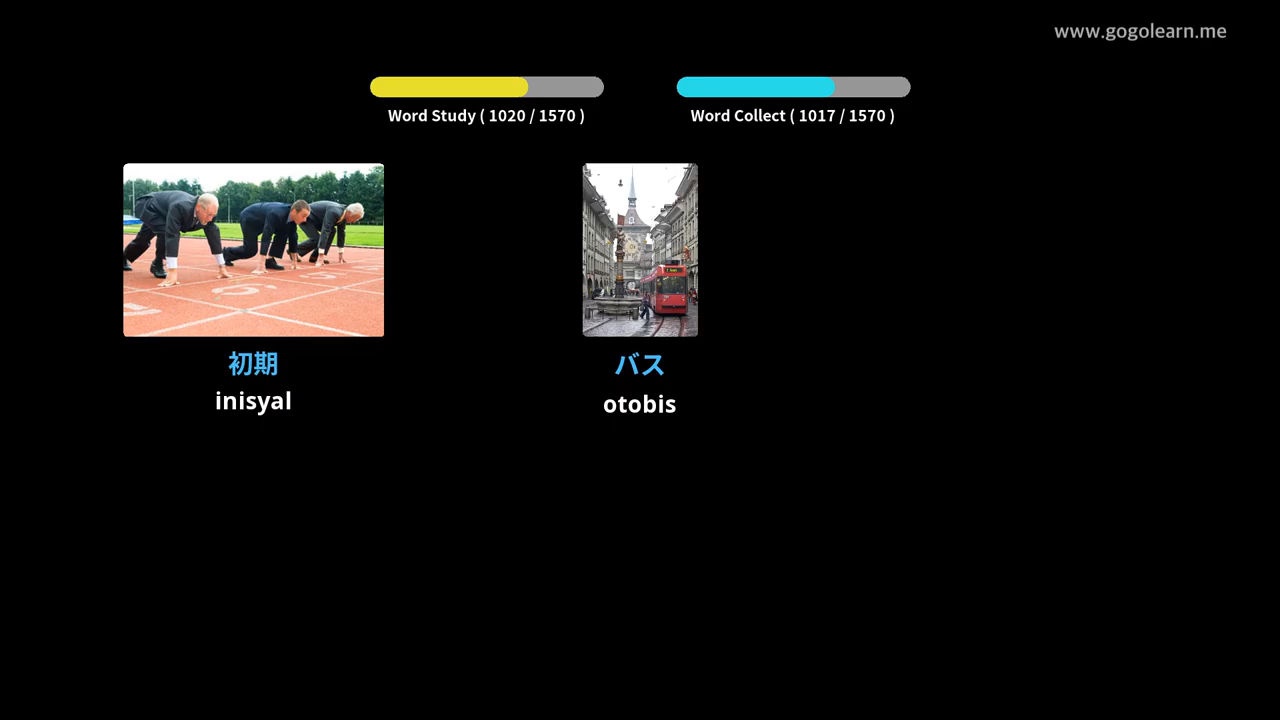 www.gogolearn.me
Word Study ( 1020 / 1570 )
Word Collect ( 1017 / 1570 )
初期
inisyal
バス
otobis